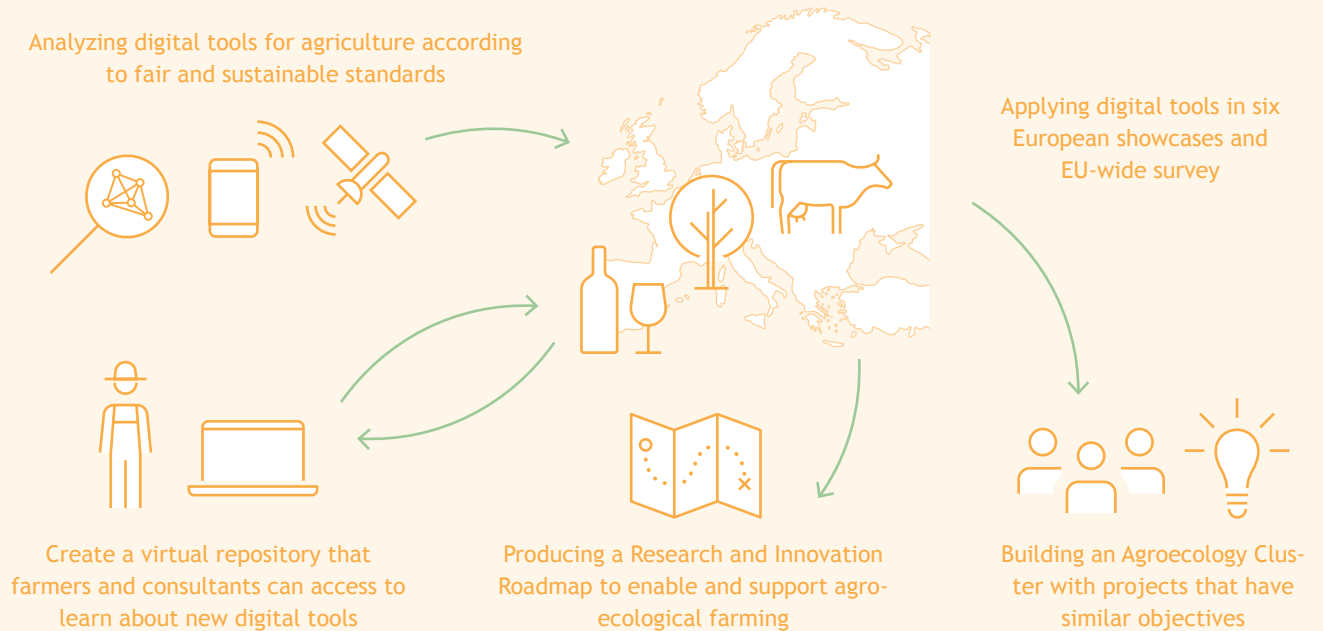 Analyzing digital tools for agriculture according
to fair and sustainable standards
Applying digital tools in six
European showcases and
EU-wide survey
Create a virtual repository that
farmers and consultants can access to
learn about new digital tools
Producing a Research and Innovation
Roadmap to enable and support agro-
ecological farming
Building an Agroecology Clus-
ter with projects that have
similar objectives